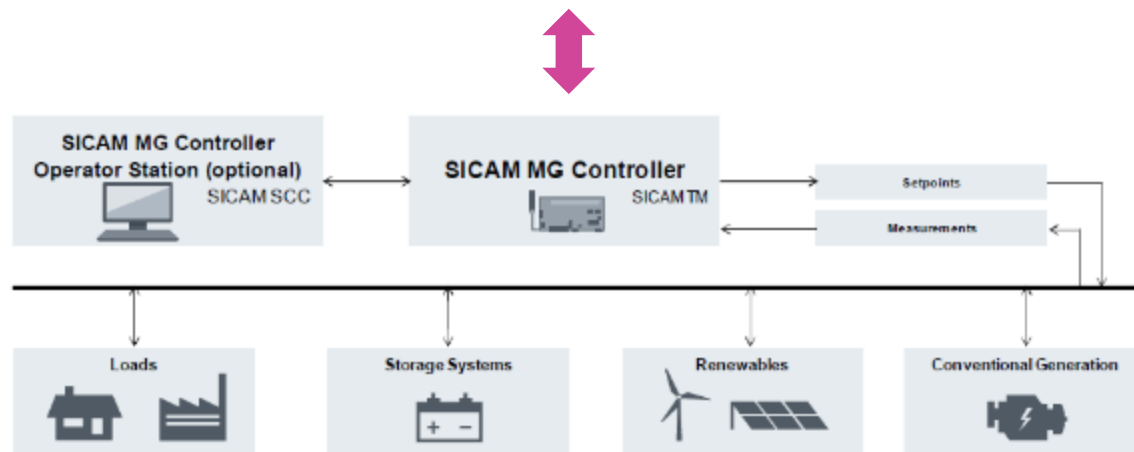 SICAM MG Controller
Operator Station (optional)
SICAM SCC
SICAM MG Controller
SICAM TM
Setpoints
Measurements
Loads
Storage Systems
Renewables
Conventional Generation
+ −